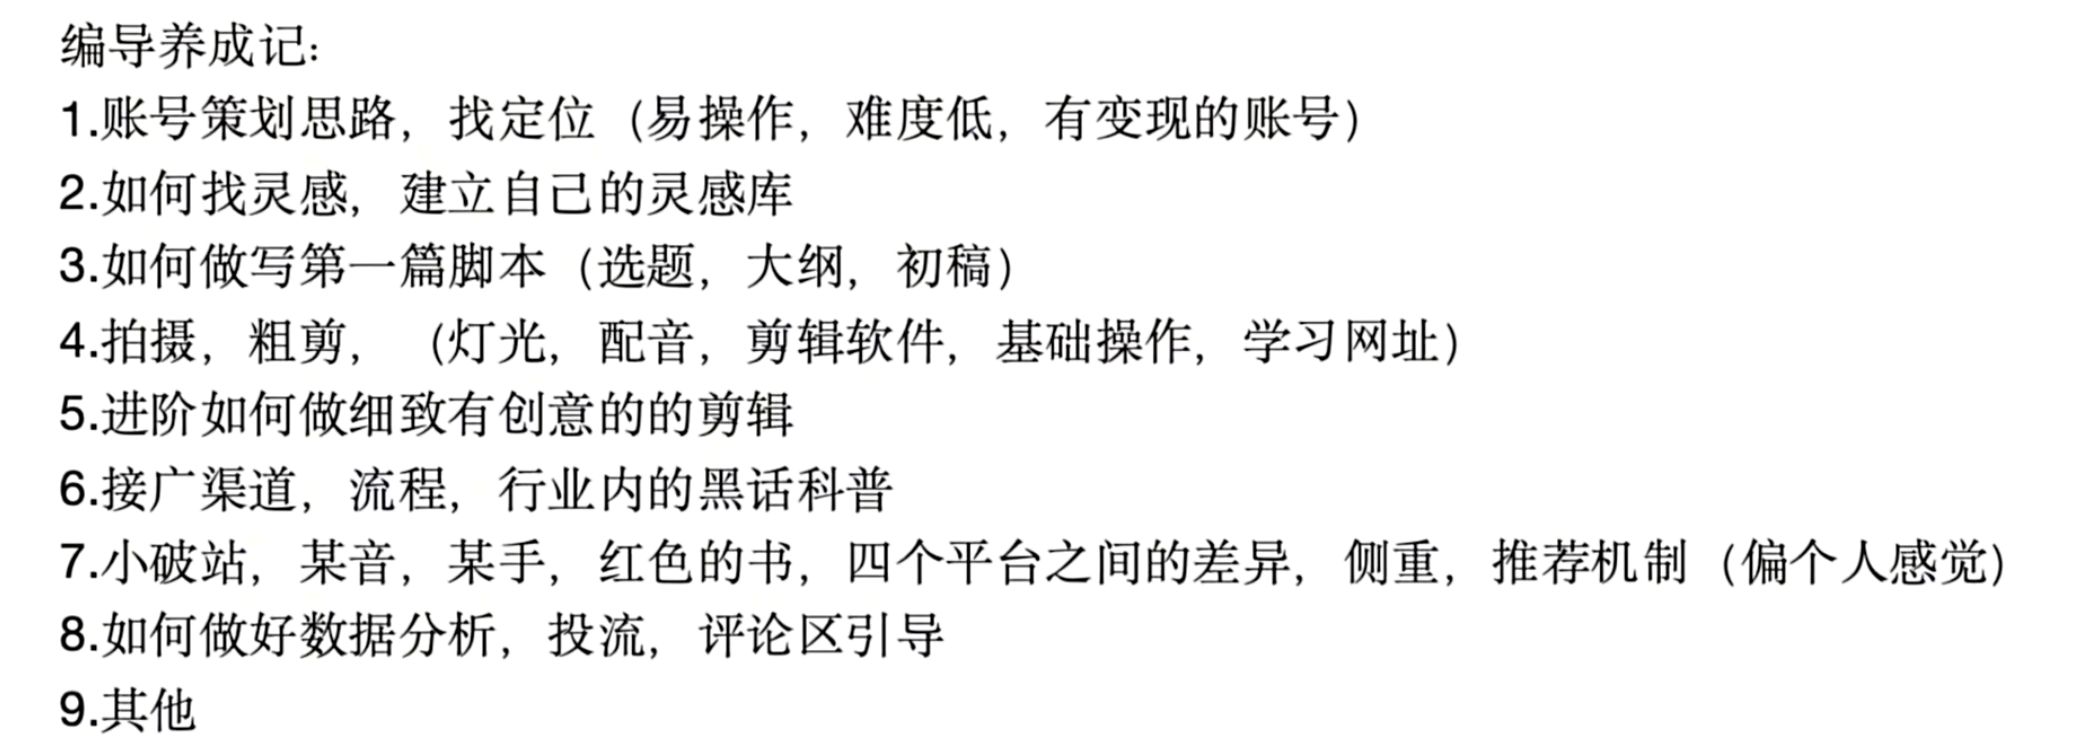 编导养成记：
1.账号策划思路，找定位（易操作，难度低，有变现的账号）
2.如何找灵感，建立自己的灵感库
3.如何做写第一篇脚本（选题，大纲，初稿）
4.拍摄，粗剪，（灯光，配音，剪辑软件，基础操作，学习网址）
5.进阶如何做细致有创意的的剪辑
6.接广渠道，流程，行业内的黑话科普
7.小破站，某音，某手，红色的书，四个平台之间的差异，侧重，推荐机制（偏个人感觉）
8.如何做好数据分析，投流，评论区引导
9.其他